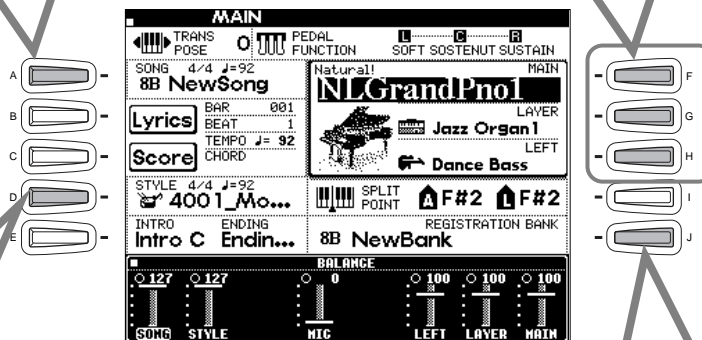 MAIN
TRANS POSE 0
PEDAL FUNCTION
L C R
SOFT SOSTENUT SUSTAIN
SONG 4/4 ♩=92
8B NewSong
Natural! MAIN
NLGrandPno1
Lyrics
BAR 001
BEAT 1
LAYER
Jazz Organ1
Score
TEMPO ♩= 92
CHORD
LEFT
Dance Bass
STYLE 4/4 ♩=92
4001_Mo...
SPLIT POINT A F#2 L F#2
INTRO ENDING
Intro C Endin...
REGISTRATION BANK
8B NewBank
BALANCE
127 127 0 100 100 100
SONG STYLE MIC LEFT LAYER MAIN
A
B
C
D
E
F
G
H
I
J